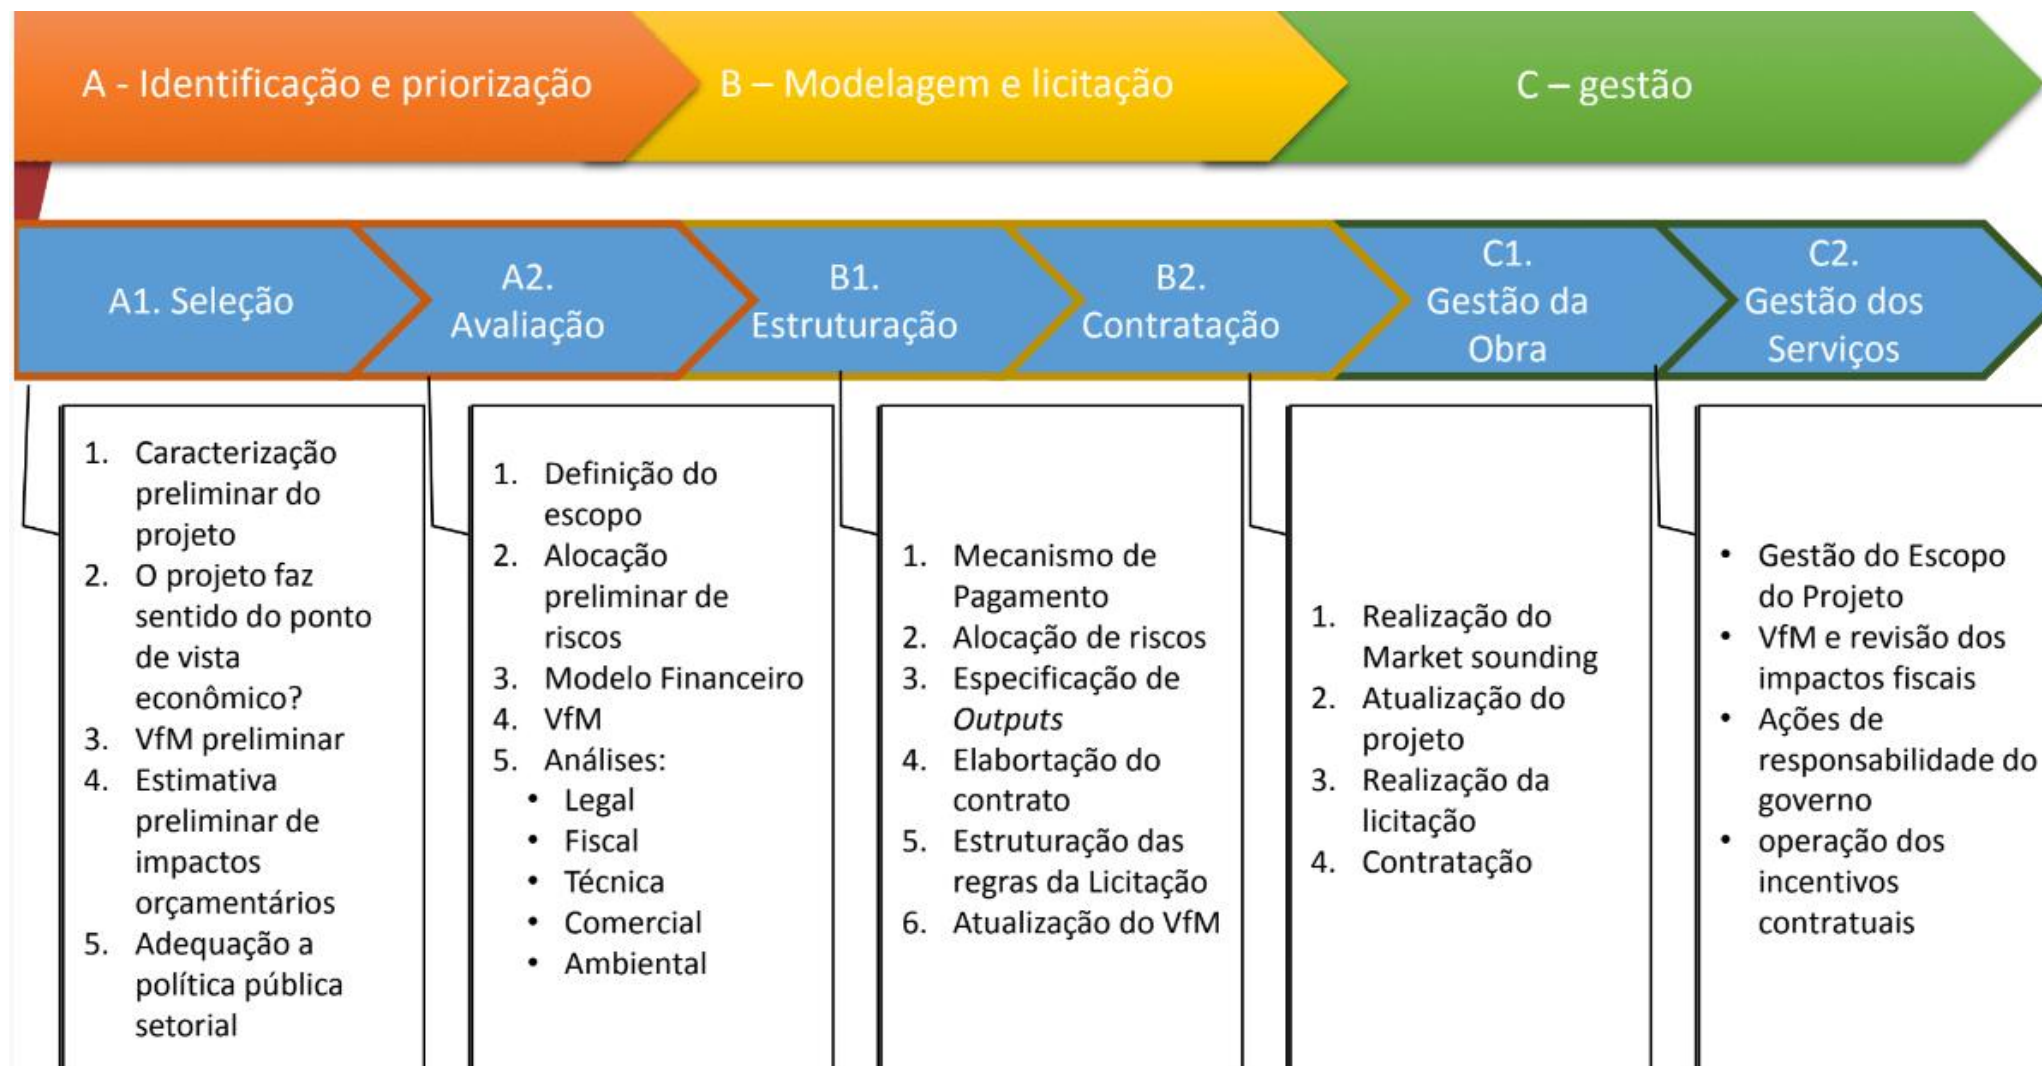 A - Identificação e priorização
B – Modelagem e licitação
C – gestão
A1. Seleção
A2.
Avaliação
B1.
Estruturação
B2.
Contratação
C1.
Gestão da
Obra
C2.
Gestão dos
Serviços
1. Caracterização
preliminar do
projeto
2. O projeto faz
sentido do ponto
de vista
econômico?
3. VfM preliminar
4. Estimativa
preliminar de
impactos
orçamentários
5. Adequação a
política pública
setorial
1. Definição do
escopo
2. Alocação
preliminar de
riscos
3. Modelo Financeiro
4. VfM
5. Análises:
• Legal
• Fiscal
• Técnica
• Comercial
• Ambiental
1. Mecanismo de
Pagamento
2. Alocação de riscos
3. Especificação de
Outputs
4. Elabortação do
contrato
5. Estruturação das
regras da Licitação
6. Atualização do VfM
1. Realização do
Market sounding
2. Atualização do
projeto
3. Realização da
licitação
4. Contratação
• Gestão do Escopo
do Projeto
• VfM e revisão dos
impactos fiscais
• Ações de
responsabilidade do
governo
• operação dos
incentivos
contratuais